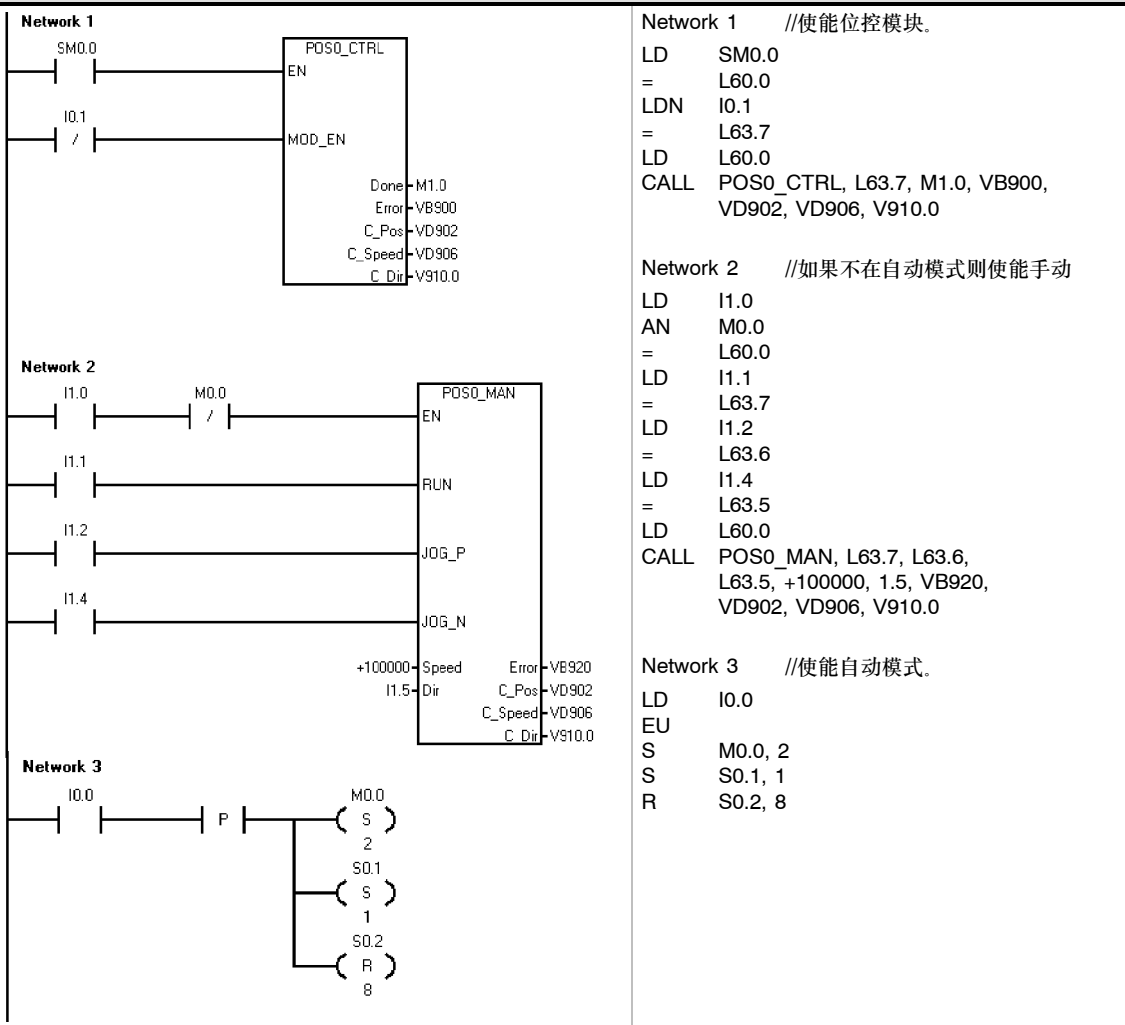 Network 1
SM0.0
POS0_CTRL
EN
I0.1
/
MOD_EN
Done M1.0
Error VB900
C_Pos VD902
C_Speed VD906
C_Dir V910.0
Network 2
I1.0 M0.0
POS0_MAN
/
EN
I1.1
RUN
I1.2
JOG_P
I1.4
JOG_N
+100000 Speed Error VB920
I1.5 Dir C_Pos VD902
C_Speed VD906
C_Dir V910.0
Network 3
I0.0 M0.0
P S
2
S0.1
S
1
S0.2
R
8
Network 1 //使能位控模块。
LD SM0.0
= L60.0
LDN I0.1
= L63.7
LD L60.0
CALL POS0_CTRL, L63.7, M1.0, VB900,
VD902, VD906, V910.0
Network 2 //如果不在自动模式则使能手动
LD I1.0
AN M0.0
= L60.0
LD I1.1
= L63.7
LD I1.2
= L63.6
LD I1.4
= L63.5
LD L60.0
CALL POS0_MAN, L63.7, L63.6,
L63.5, +100000, 1.5, VB920,
VD902, VD906, V910.0
Network 3 //使能自动模式。
LD I0.0
EU
S M0.0, 2
S S0.1, 1
R S0.2, 8